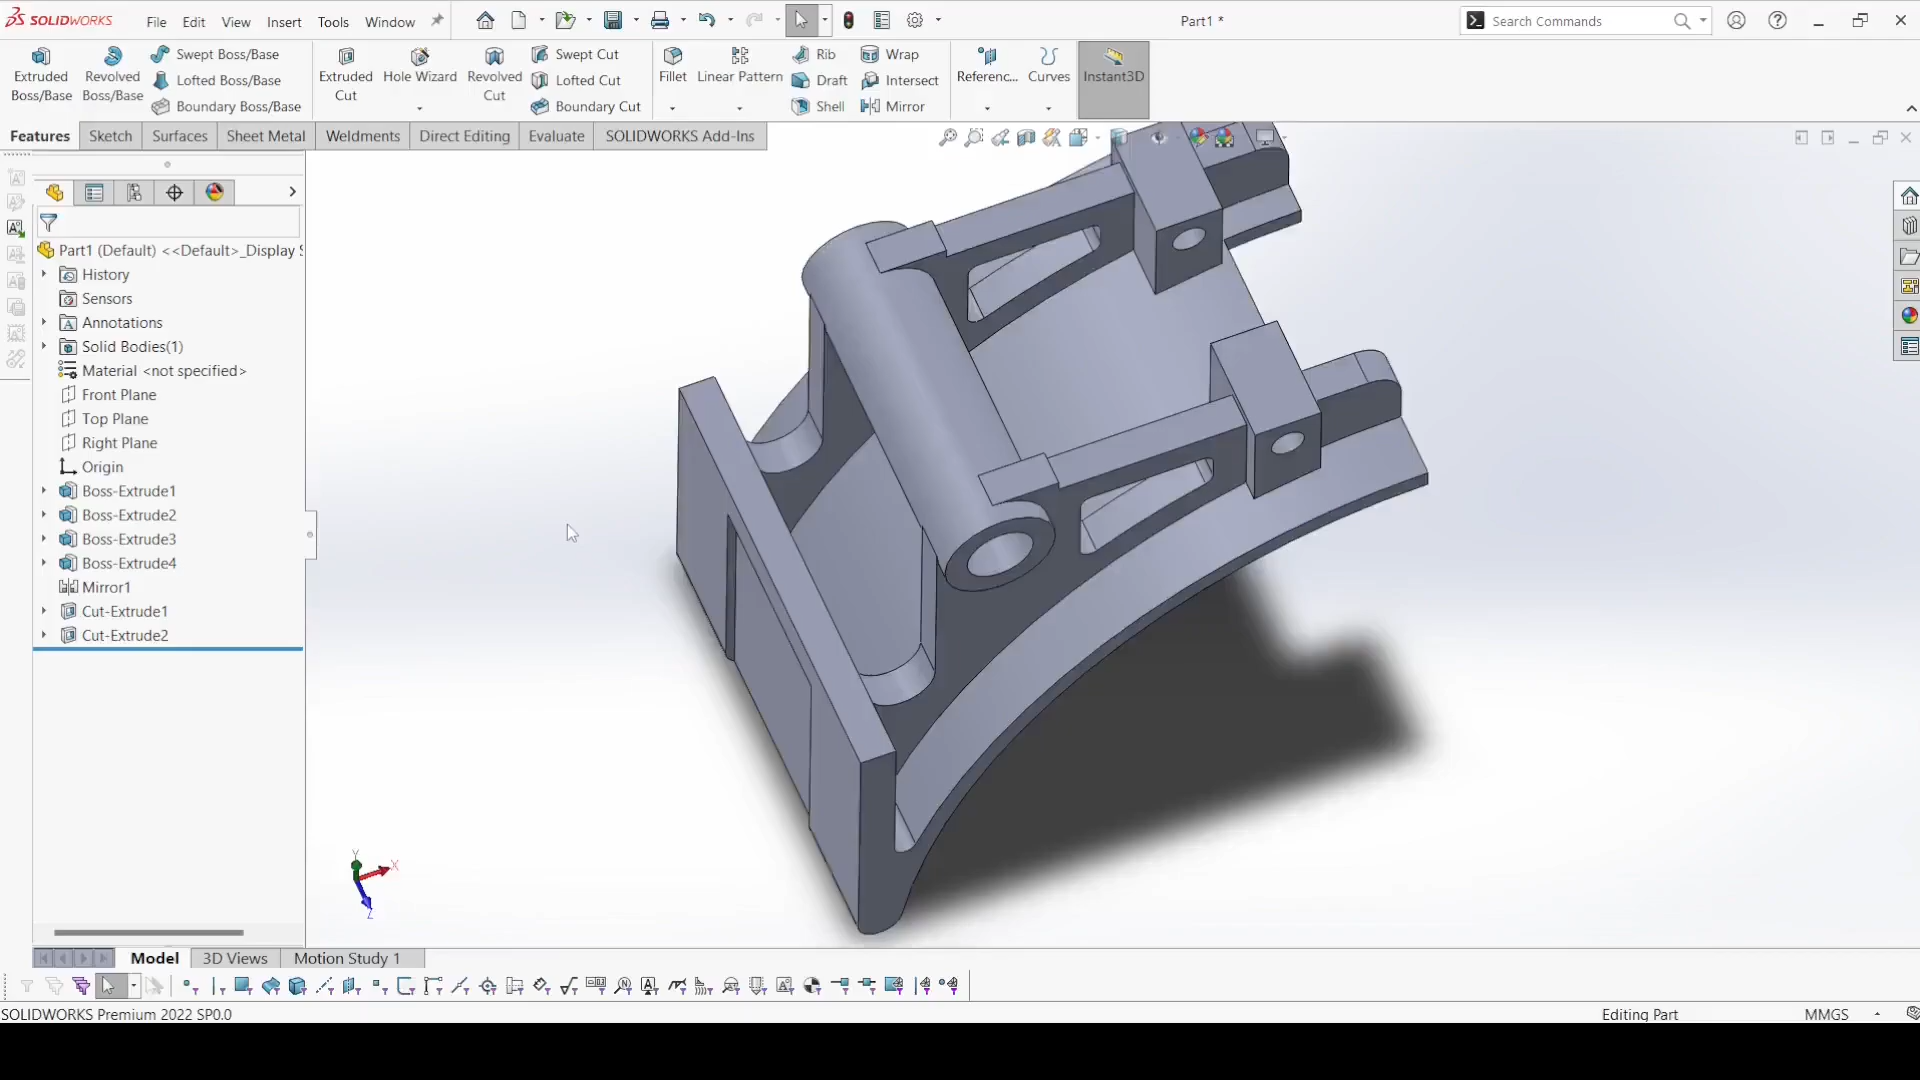 SOLIDWORKS File Edit View Insert Tools Window Part1 * Search Commands
Extruded Boss/Base
Revolved Boss/Base
Swept Boss/Base
Lofted Boss/Base
Boundary Boss/Base
Extruded Cut
Hole Wizard
Revolved Cut
Swept Cut
Lofted Cut
Boundary Cut
Fillet
Linear Pattern
Rib
Draft
Shell
Wrap
Intersect
Mirror
Referenc...
Curves
Instant3D
Features Sketch Surfaces Sheet Metal Weldments Direct Editing Evaluate SOLIDWORKS Add-Ins
Part1 (Default) <<Default>_Display S
History
Sensors
Annotations
Solid Bodies(1)
Material <not specified>
Front Plane
Top Plane
Right Plane
Origin
Boss-Extrude1
Boss-Extrude2
Boss-Extrude3
Boss-Extrude4
Mirror1
Cut-Extrude1
Cut-Extrude2
Y
X
Z
Model 3D Views Motion Study 1
SOLIDWORKS Premium 2022 SP0.0 Editing Part MMGS